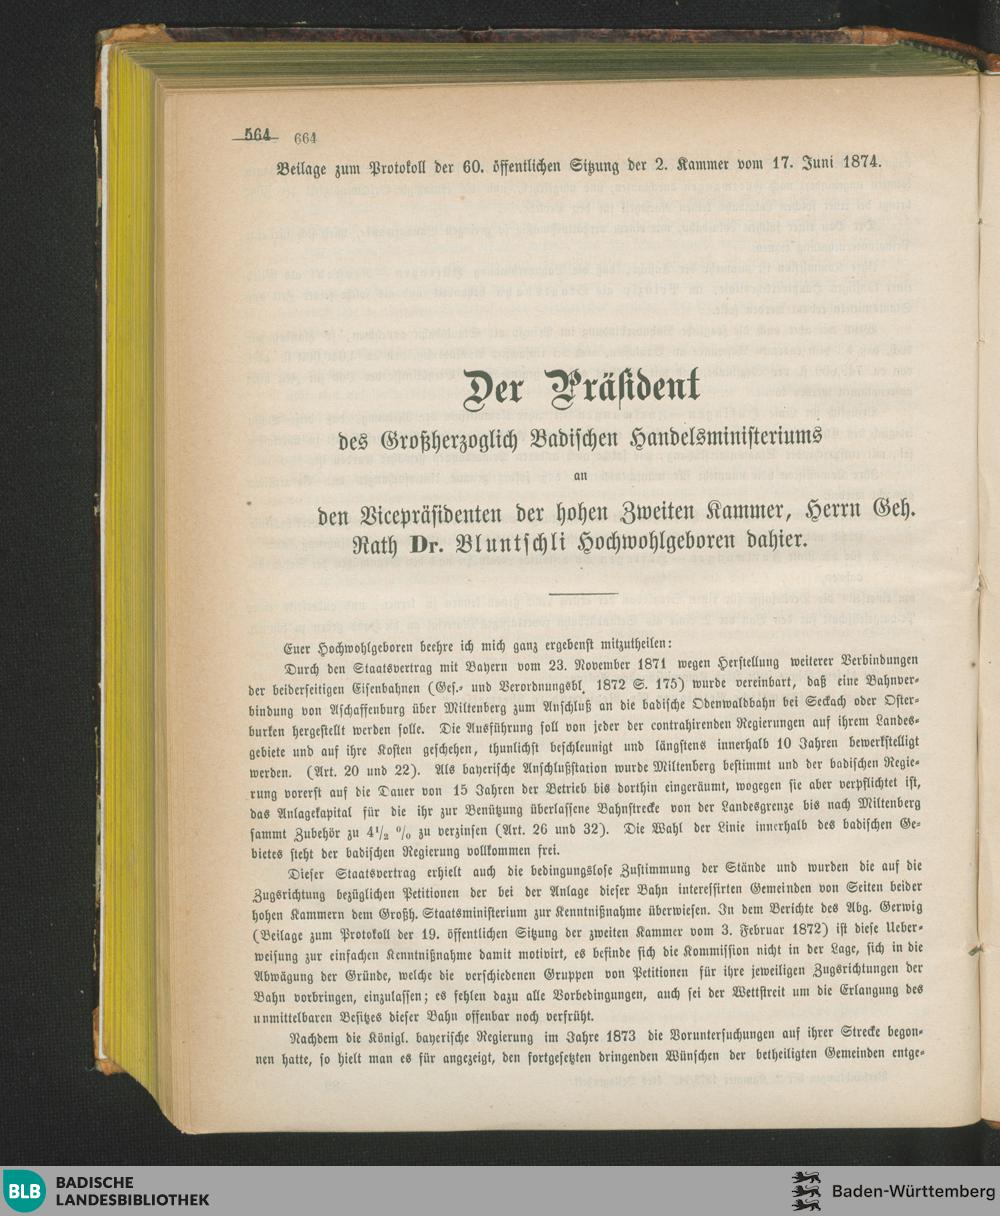 564 664
Beilage zum Protokoll der 60. öffentlichen Sitzung der 2. Kammer vom 17. Juni 1874.
Der Präsident
des Großherzoglich Badischen Handelsministeriums
an
den Vicepräsidenten der hohen Zweiten Kammer, Herrn Geh.
Rath Dr. Bluntschli Hochwohlgeboren dahier.
Euer Hochwohlgeboren beehre ich mich ganz ergebenst mitzutheilen:
Durch den Staatsvertrag mit Bayern vom 23. November 1871 wegen Herstellung weiterer Verbindungen
der beiderseitigen Eisenbahnen (Ges.- und Verordnungsbl. 1872 S. 175) wurde vereinbart, daß eine Bahnver-
bindung von Aschaffenburg über Miltenberg zum Anschluß an die badische Odenwaldbahn bei Seckach oder Oster-
burken hergestellt werden solle. Die Ausführung soll von jeder der contrahirenden Regierungen auf ihrem Landes-
gebiete und auf ihre Kosten geschehen, thunlichst beschleunigt und längstens innerhalb 10 Jahren bewerkstelligt
werden. (Art. 20 und 22). Als bayerische Anschlußstation wurde Miltenberg bestimmt und der badischen Regie-
rung vorerst auf die Dauer von 15 Jahren der Betrieb bis dorthin eingeräumt, wogegen sie aber verpflichtet ist,
das Anlagekapital für die ihr zur Benützung überlassene Bahnstrecke von der Landesgrenze bis nach Miltenberg
sammt Zubehör zu 4 1/2 % zu verzinsen (Art. 26 und 32). Die Wahl der Linie innerhalb des badischen Ge-
bietes steht der badischen Regierung vollkommen frei.
Dieser Staatsvertrag erhielt auch die bedingungslose Zustimmung der Stände und wurden die auf die
Zugsrichtung bezüglichen Petitionen der bei der Anlage dieser Bahn interessirten Gemeinden von Seiten beider
hohen Kammern dem Großh. Staatsministerium zur Kenntnißnahme überwiesen. In dem Berichte des Abg. Gerwig
(Beilage zum Protokoll der 19. öffentlichen Sitzung der zweiten Kammer vom 3. Februar 1872) ist diese Ueber-
weisung zur einfachen Kenntnißnahme damit motivirt, es befinde sich die Kommission nicht in der Lage, sich in die
Abwägung der Gründe, welche die verschiedenen Gruppen von Petitionen für ihre jeweiligen Zugsrichtungen der
Bahn vorbringen, einzulassen; es fehlen dazu alle Vorbedingungen, auch sei der Wettstreit um die Erlangung des
unmittelbaren Besitzes dieser Bahn offenbar noch verfrüht.
Nachdem die Königl. bayerische Regierung im Jahre 1873 die Voruntersuchungen auf ihrer Strecke begon-
nen hatte, so hielt man es für angezeigt, den fortgesetzten dringenden Wünschen der betheiligten Gemeinden entge-
BLB BADISCHE
LANDESBIBLIOTHEK
Baden-Württemberg